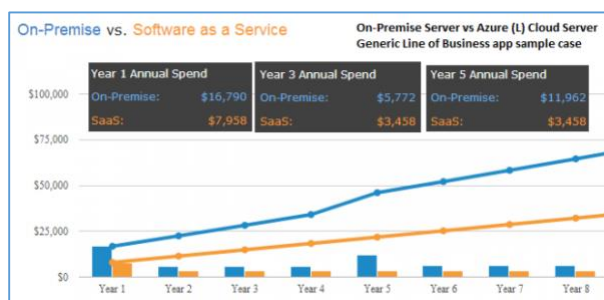 On-Premise vs. Software as a Service
On-Premise Server vs Azure (L) Cloud Server
Generic Line of Business app sample case
Year 1 Annual Spend
On-Premise: $16,790
SaaS: $7,958
Year 3 Annual Spend
On-Premise: $5,772
SaaS: $3,458
Year 5 Annual Spend
On-Premise: $11,962
SaaS: $3,458
$100,000
$75,000
$50,000
$25,000
$0
Year 1 Year 2 Year 3 Year 4 Year 5 Year 6 Year 7 Year 8